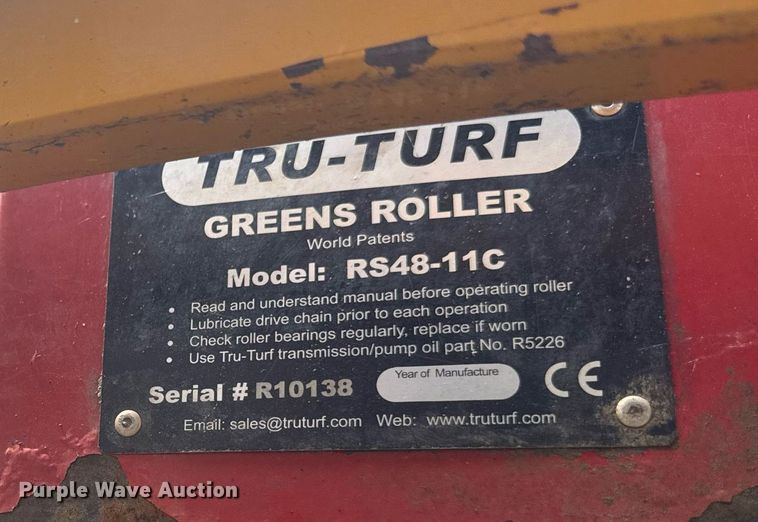 TRU-TURF
GREENS ROLLER
World Patents
Model: RS48-11C
• Read and understand manual before operating roller
• Lubricate drive chain prior to each operation
• Check roller bearings regularly, replace if worn
• Use Tru-Turf transmission/pump oil part No. R5226
Serial # R10138 Year of Manufacture CE
Email: sales@truturf.com Web: www.truturf.com
Purple Wave Auction